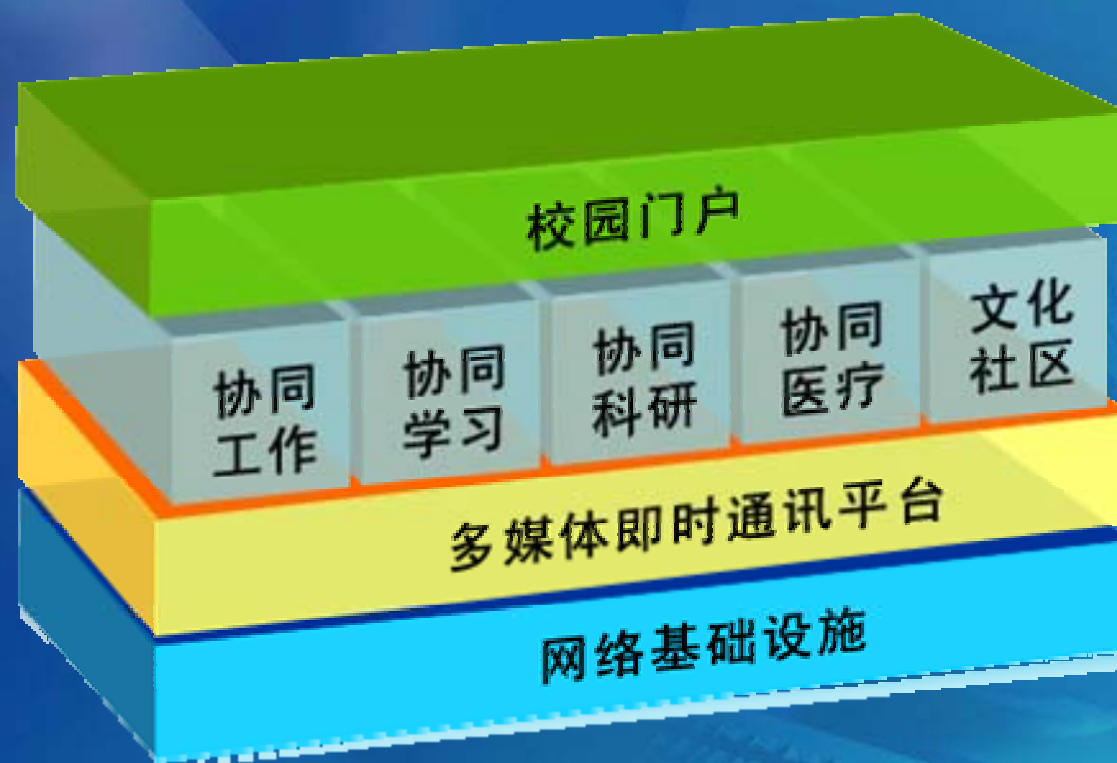 校园门户
协同
工作
协同
学习
协同
科研
协同
医疗
文化
社区
多媒体即时通讯平台
网络基础设施